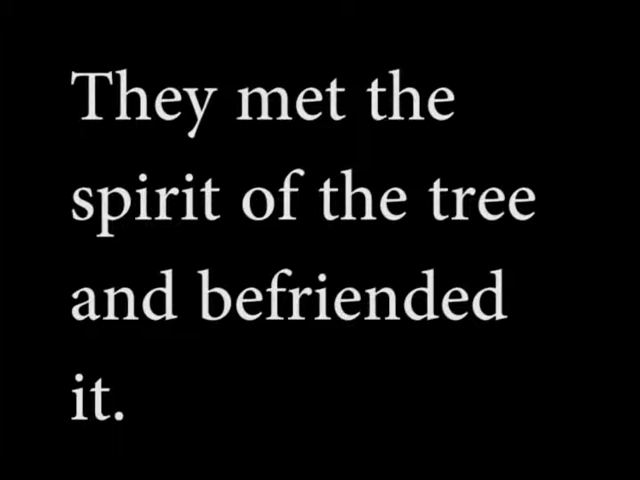 They met the
spirit of the tree
and befriended
it.